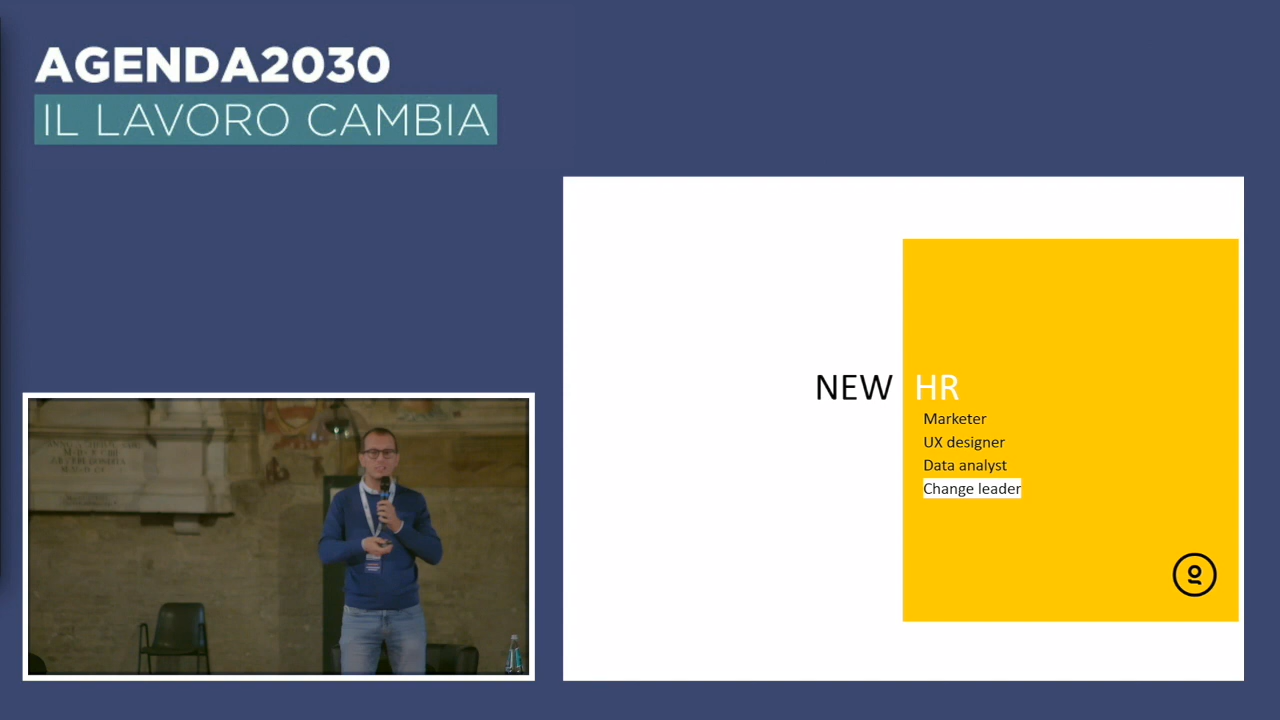 AGENDA2030
IL LAVORO CAMBIA
NEW HR
Marketer
UX designer
Data analyst
Change leader